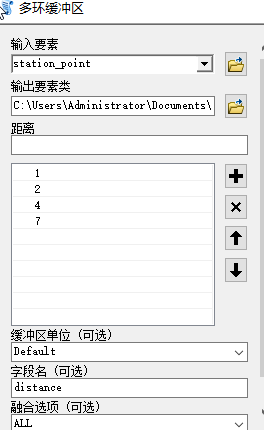 多环缓冲区
输入要素
station_point
输出要素类
C:\Users\Administrator\Documents\
距离
1
2
4
7
缓冲区单位（可选）
Default
字段名（可选）
distance
融合选项（可选）
ALL